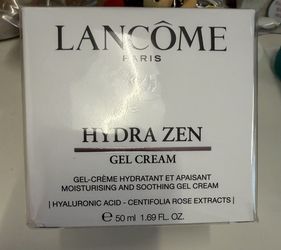 LANCÔME
PARIS
HYDRA ZEN
GEL CREAM
GEL-CRÈME HYDRATANT ET APAISANT
MOISTURISING AND SOOTHING GEL CREAM
| HYALURONIC ACID - CENTIFOLIA ROSE EXTRACTS |
℮ 50 ml 1.69 FL. OZ.